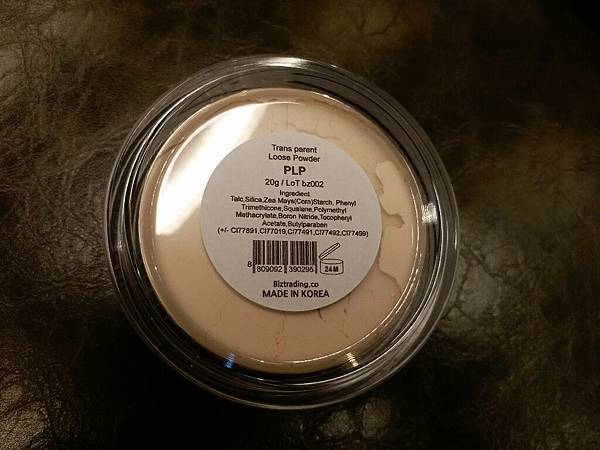 Trans parent
Loose Powder
PLP
20g / LoT bz002
Ingredient
Talc,Silica,Zea Mays(Corn)Starch, Phenyl
Trimethicone,Squalane,Polymethyl
Methacrylate,Boron Nitride,Tocopheryl
Acetate,Butylparaben
(+/- CI77891,CI77019,CI77491,CI77492,CI77499)
8 809092 390295
24M
Biztrading,co
MADE IN KOREA